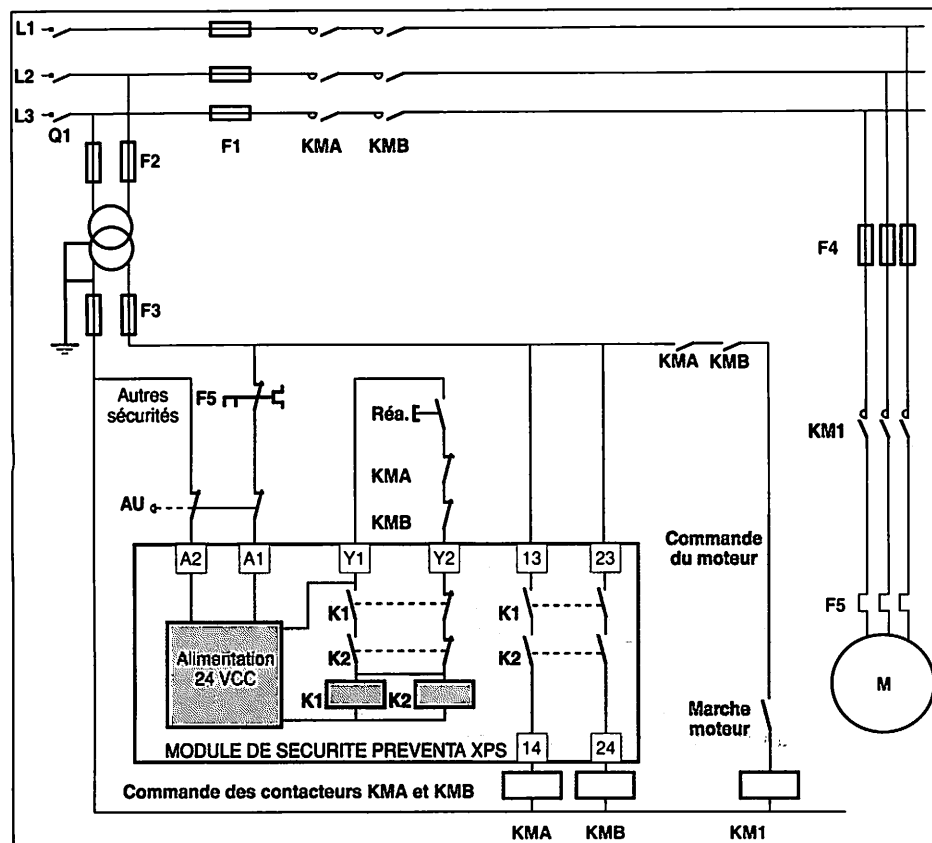 L1
L2
L3
Q1
F1
KMA
KMB
F2
F3
F4
KMA
KMB
Autres
sécurités
F5
Réa.
KM1
KMA
AU
KMB
Commande
du moteur
A2
A1
Y1
Y2
13
23
F5
K1
K1
K2
K2
Alimentation
24 VCC
M
K1
K2
Marche
moteur
MODULE DE SECURITE PREVENTA XPS
14
24
Commande des contacteurs KMA et KMB
KMA
KMB
KM1